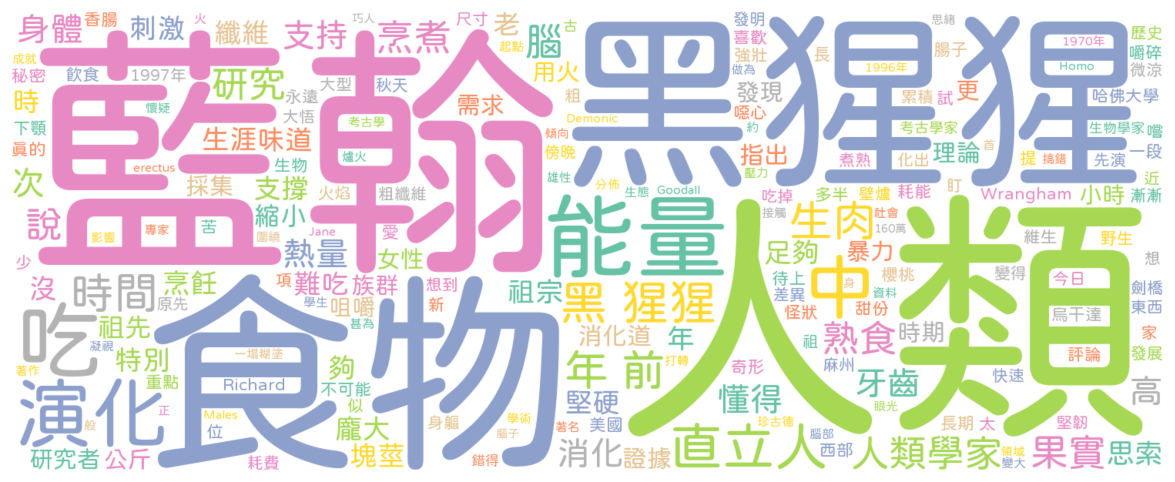 藍翰
黑猩猩
人類
食物
能量
中
吃
演化
身體
香腸
刺激
纖維
支持
烹煮
尺寸
巧人
火
老
起點
腦
古
發明
喜歡
強壯
做為
用火
粗
發現
噁心
Demonic
傾向
約
指出
思緒
長
腸子
1996年
累積
試
更
考古學家
化出
理論
煮熟
提
搞錯
首
1970年
Homo
歷史
嚼碎
微涼
哈佛大學
生物學家
嚐
先演
一段
近
漸漸
小時
Wrangham
盯
耗能
壁爐
多半
吃掉
壓力
接觸
Goodall
生態
分佈
雄性
傍晚
成就
秘密
飲食
1997年
時
研究
懷疑
永遠
大型
秋天
大悟
需求
下顎
真的
生涯
味道
考古學
爐火
erectus
生物
火焰
粗纖維
次
採集
支撐
說
縮小
苦
專家
影響
圍繞
Jane
愛
熱量
女性
少
沒
時間
烹飪
原先
項
難吃
族群
想到
新
學生
甚為
咀嚼
祖先
特別
重點
凝視
著作
一塌糊塗
Richard
夠
不可能
似
Males
位
正
般
龐大
身軀
研究者
公斤
耗費
塊莖
學術
腦子
著名
錯得
祖宗
黑 猩猩
消化道
年
年 前
堅硬
美國
消化
證據
打轉
奇形
祖
懂得
珍古德
直立人
腦部
西部
眼光
牙齒
麻州
熟食
時期
快速
長期
太
堅韌
人類學家
領域
變大
果實
思索
高
發展
評論
家
東西
劍橋
烏干達
今日
變得
維生
野生
想
生肉
足夠
暴力
社會
160萬
櫻桃
待上
差異
怪狀
甜份
資料
身